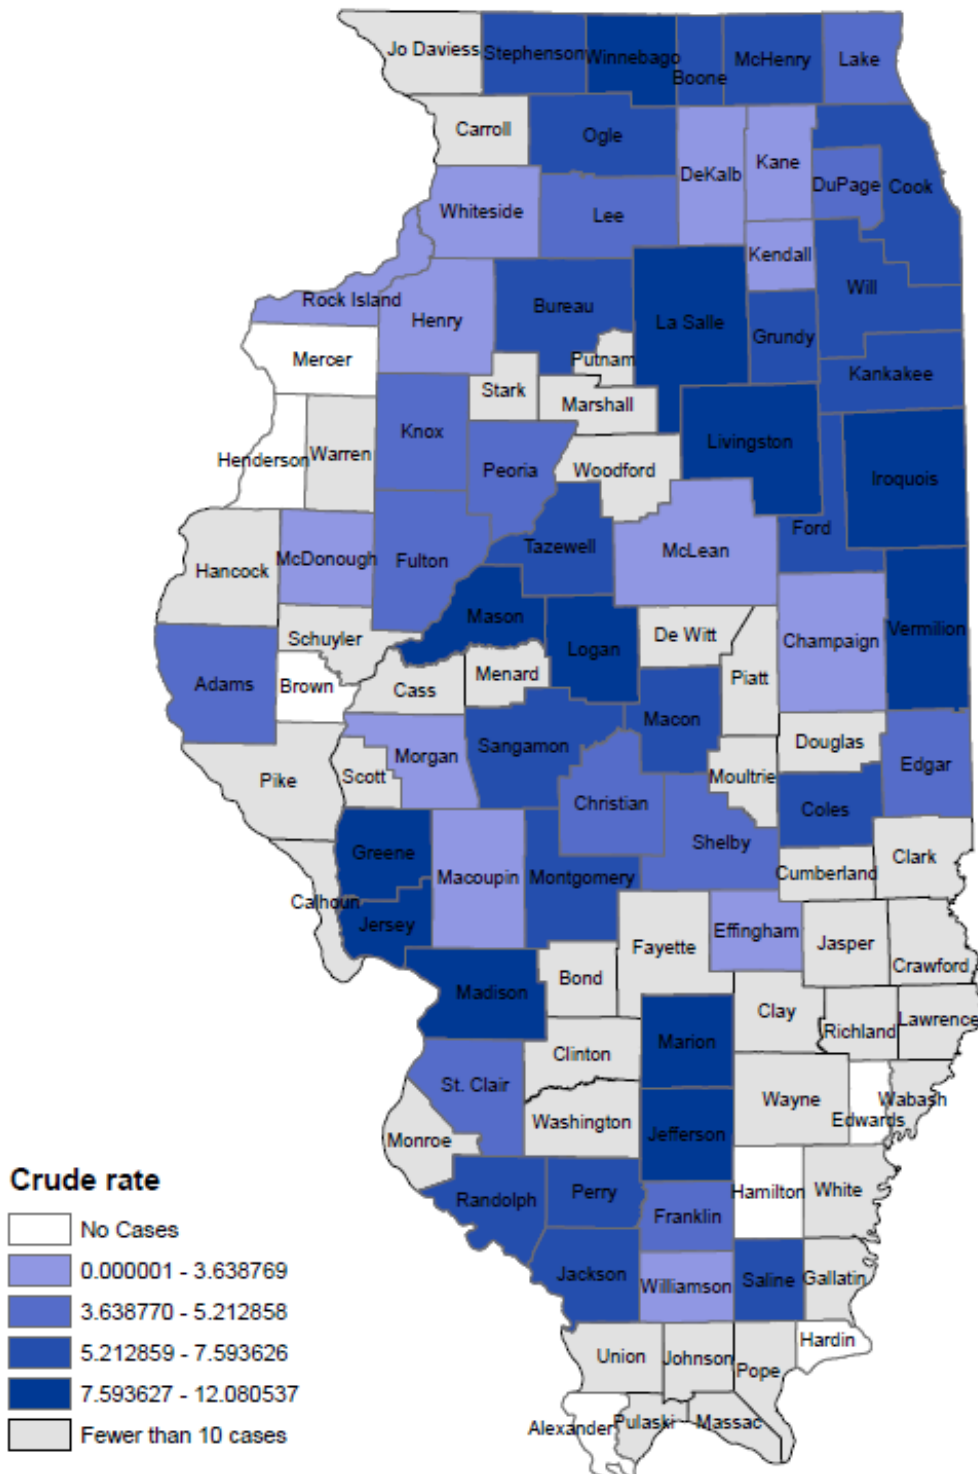 Jo Daviess
Stephenson
Winnebago
Boone
McHenry
Lake
Carroll
Ogle
DeKalb
Kane
DuPage
Cook
Whiteside
Lee
Kendall
Rock Island
Henry
Bureau
La Salle
Will
Mercer
Putnam
Grundy
Stark
Marshall
Kankakee
Henderson
Warren
Knox
Peoria
Woodford
Livingston
Iroquois
Hancock
McDonough
Fulton
Tazewell
McLean
Ford
Schuyler
Mason
Logan
De Witt
Champaign
Vermilion
Adams
Brown
Cass
Menard
Piatt
Pike
Scott
Morgan
Sangamon
Macon
Douglas
Moultrie
Edgar
Christian
Coles
Greene
Macoupin
Montgomery
Shelby
Cumberland
Clark
Calhoun
Jersey
Fayette
Effingham
Jasper
Crawford
Madison
Bond
Clay
Richland
Lawrence
Clinton
Marion
St. Clair
Washington
Wayne
Edwards
Wabash
Monroe
Jefferson
Randolph
Perry
Franklin
Hamilton
White
Jackson
Williamson
Saline
Gallatin
Union
Johnson
Pope
Hardin
Alexander
Pulaski
Massac
Crude rate
No Cases
0.000001 - 3.638769
3.638770 - 5.212858
5.212859 - 7.593626
7.593627 - 12.080537
Fewer than 10 cases